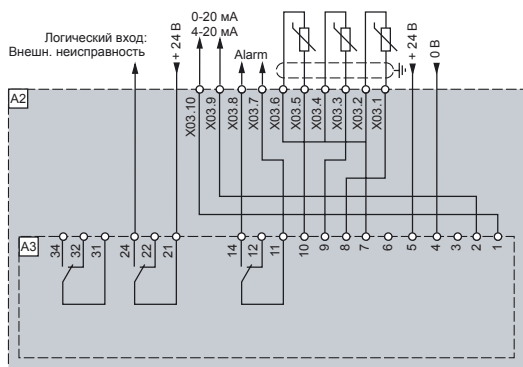 Логический вход:
Внешн. неисправность
+ 24 В
0-20 мА
4-20 мА
Alarm
+ 24 В
0 В
A2
X03.10
X03.9
X03.8
X03.7
X03.6
X03.5
X03.4
X03.3
X03.2
X03.1
A3
34
32
31
24
22
21
14
12
11
10
9
8
7
6
5
4
3
2
1